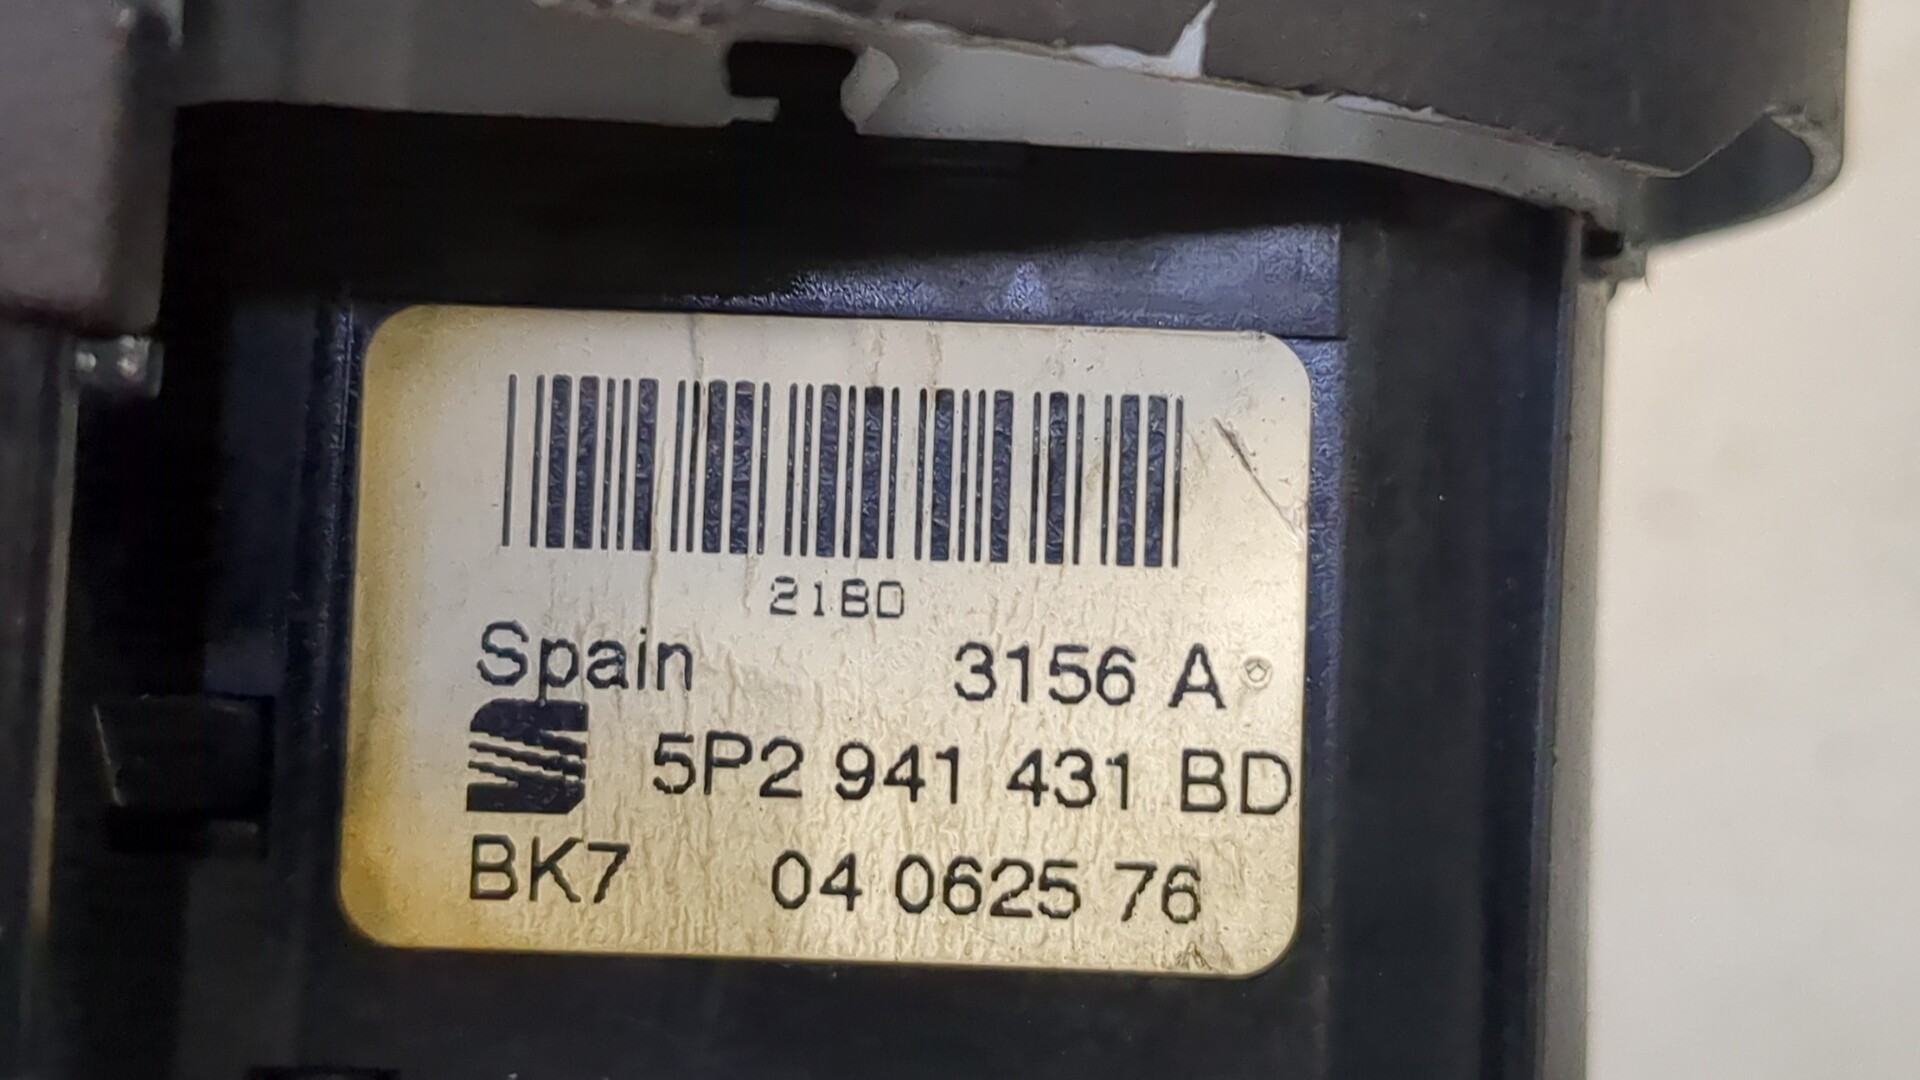 21BD
Spain 3156 A
5P2 941 431 BD
BK7 04 0625 76